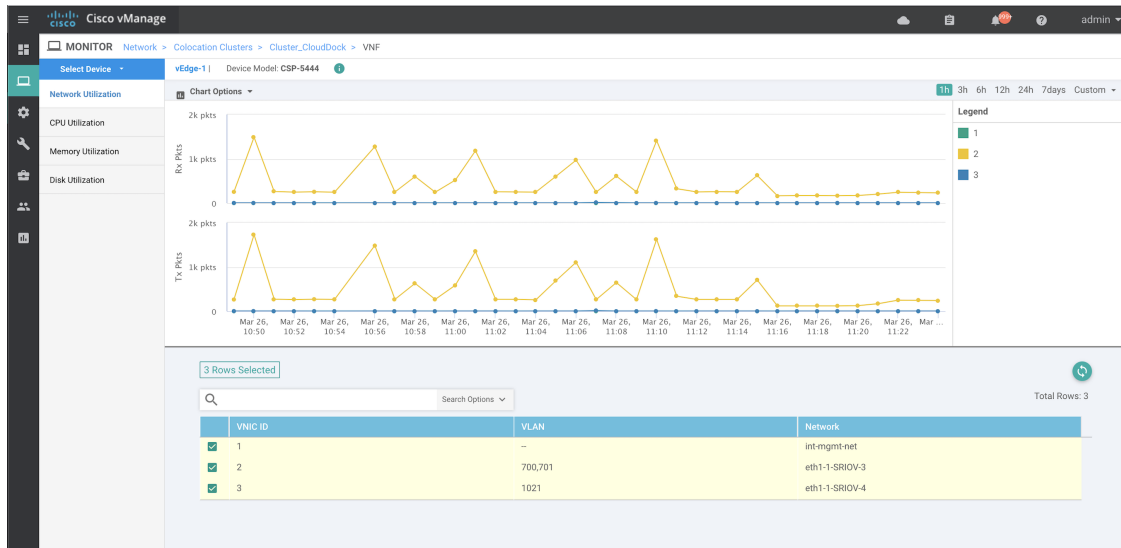 cisco Cisco vManage 999+ admin
MONITOR Network > Colocation Clusters > Cluster_CloudDock > VNF
Select Device
vEdge-1 | Device Model: CSP-5444
Network Utilization
CPU Utilization
Memory Utilization
Disk Utilization
Chart Options
1h 3h 6h 12h 24h 7days Custom
Legend
1
2
3
2k pkts
1k pkts
0
Rx Pkts
2k pkts
1k pkts
0
Tx Pkts
Mar 26, Mar 26, Mar 26, Mar 26, Mar 26, Mar 26, Mar 26, Mar 26, Mar 26, Mar 26, Mar 26, Mar 26, Mar 26, Mar 26, Mar 26, Mar 26, Mar 26, Mar ...
10:50 10:52 10:54 10:56 10:58 11:00 11:02 11:04 11:06 11:08 11:10 11:12 11:14 11:16 11:18 11:20 11:22
3 Rows Selected
Search Options
Total Rows: 3
VNIC ID VLAN Network
1 – int-mgmt-net
2 700,701 eth1-1-SRIOV-3
3 1021 eth1-1-SRIOV-4